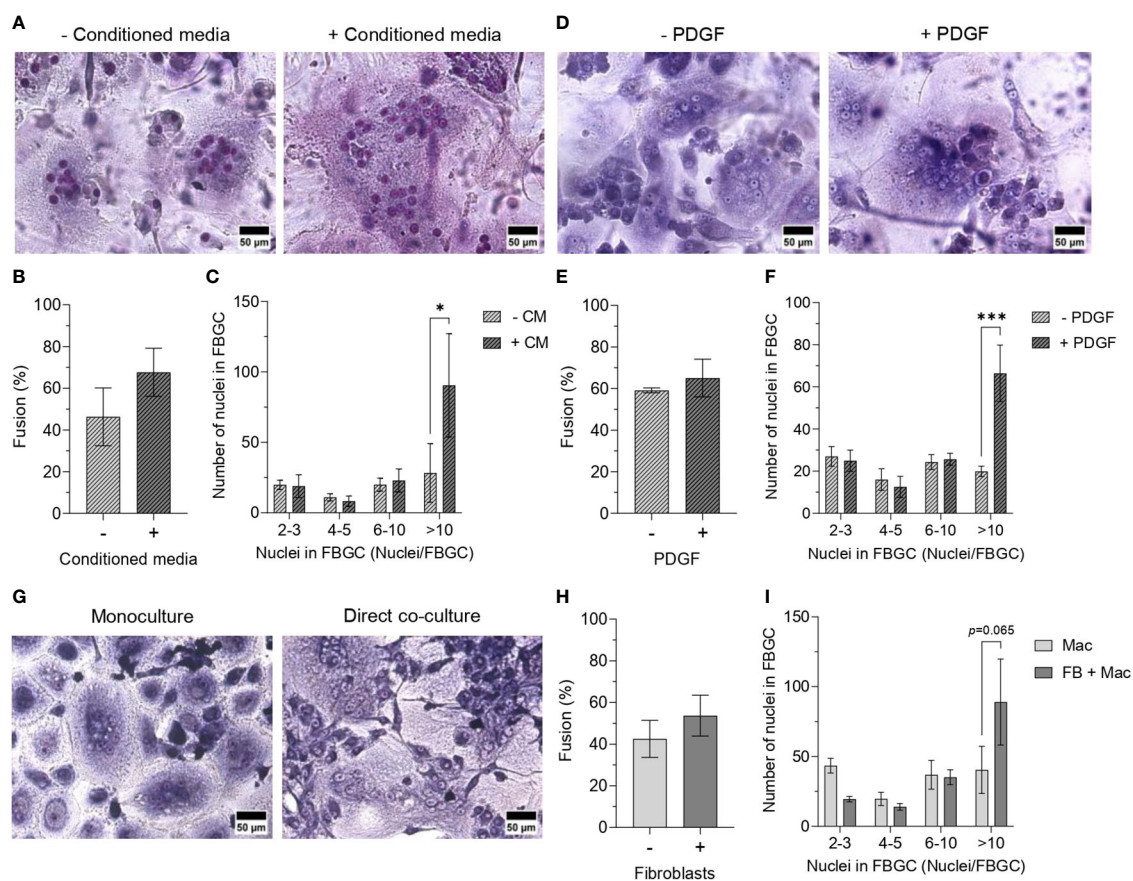 A
- Conditioned media
+ Conditioned media
50 µm
50 µm
D
- PDGF
+ PDGF
50 µm
50 µm
B
Fusion (%)
100
80
60
40
20
0
-
+
Conditioned media
C
Number of nuclei in FBGC
150
100
50
0
*
2-3
4-5
6-10
>10
Nuclei in FBGC (Nuclei/FBGC)
- CM
+ CM
E
Fusion (%)
100
80
60
40
20
0
-
+
PDGF
F
Number of nuclei in FBGC
100
80
60
40
20
0
***
2-3
4-5
6-10
>10
Nuclei in FBGC (Nuclei/FBGC)
- PDGF
+ PDGF
G
Monoculture
Direct co-culture
50 µm
50 µm
H
Fusion (%)
100
80
60
40
20
0
-
+
Fibroblasts
I
Number of nuclei in FBGC
150
100
50
0
p=0.065
2-3
4-5
6-10
>10
Nuclei in FBGC (Nuclei/FBGC)
Mac
FB + Mac